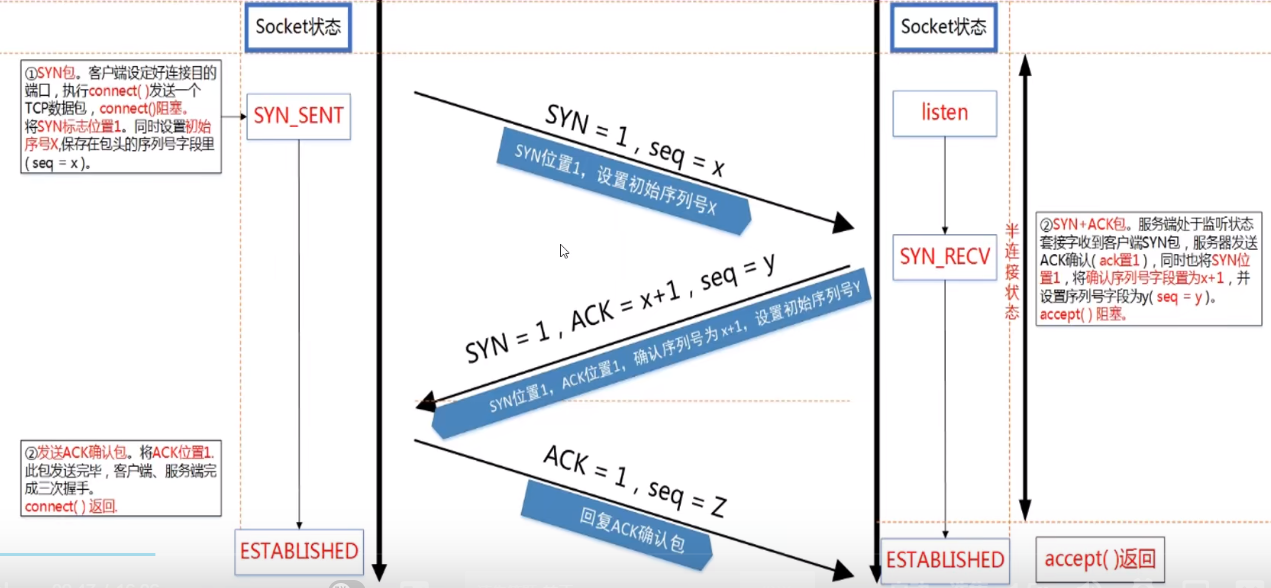 Socket状态
Socket状态
①SYN包。客户端设定好连接目的
端口，执行connect( )发送一个
TCP数据包，connect()阻塞。
将SYN标志位置1。同时设置初始
序号X,保存在包头的序列号字段里
( seq = x )。
SYN_SENT
SYN = 1 , seq = x
SYN位置1，设置初始序列号X
listen
SYN_RECV
半连接状态
②SYN+ACK包。服务端处于监听状态
套接字收到客户端SYN包，服务器发送
ACK确认( ack置1 )，同时也将SYN位
置1，将确认序列号字段置为x+1，并
设置序列号字段为y( seq = y )。
accept( ) 阻塞。
SYN = 1 , ACK = x+1 , seq = y
SYN位置1，ACK位置1，确认序列号为 x+1，设置初始序列号Y
②发送ACK确认包。将ACK位置1.
此包发送完毕，客户端、服务端完
成三次握手。
connect( ) 返回.
ACK = 1 , seq = Z
回复ACK确认包
ESTABLISHED
ESTABLISHED
accept( )返回